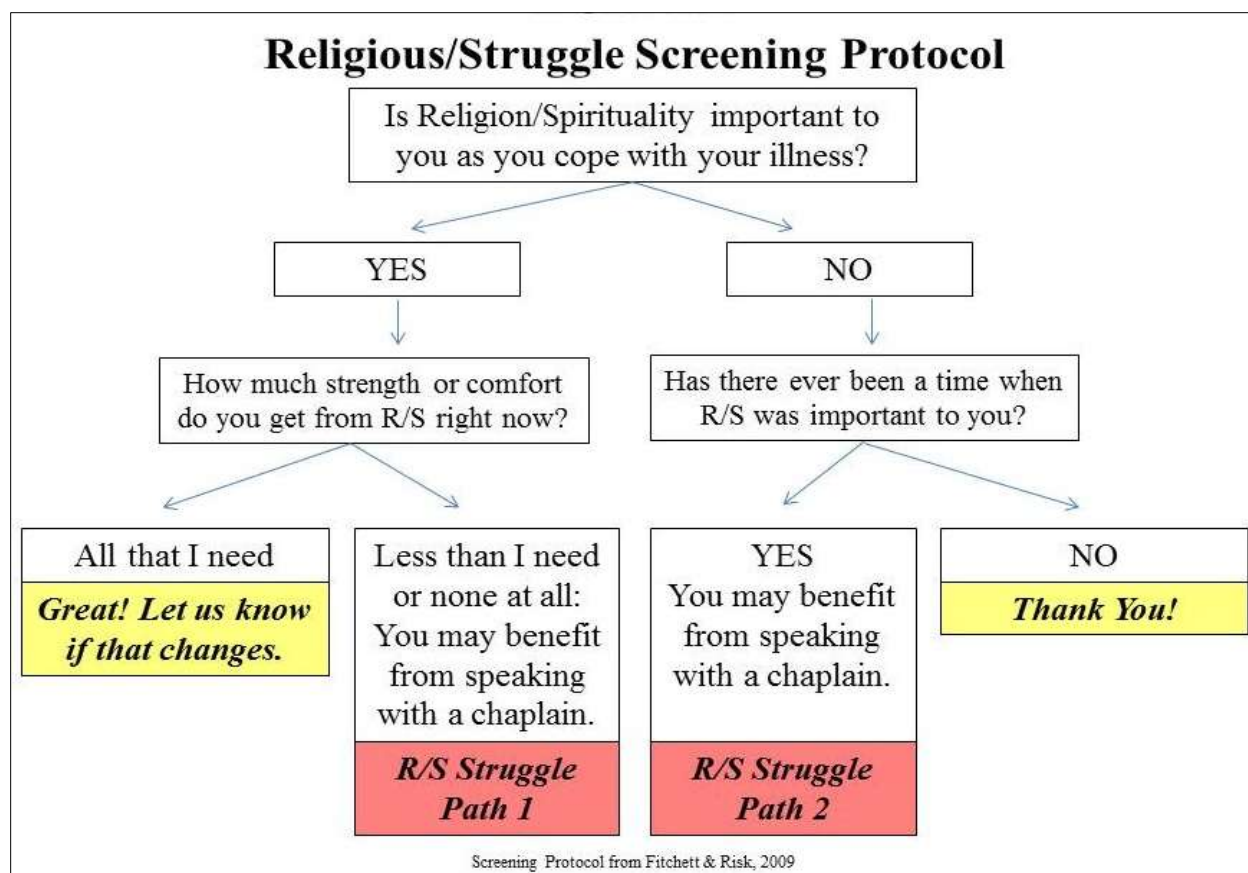 Religious/Struggle Screening Protocol
Is Religion/Spirituality important to
you as you cope with your illness?
YES
NO
How much strength or comfort
do you get from R/S right now?
Has there ever been a time when
R/S was important to you?
All that I need
Great! Let us know
if that changes.
Less than I need
or none at all:
You may benefit
from speaking
with a chaplain.
R/S Struggle
Path 1
YES
You may benefit
from speaking
with a chaplain.
R/S Struggle
Path 2
NO
Thank You!
Screening Protocol from Fitchett & Risk, 2009